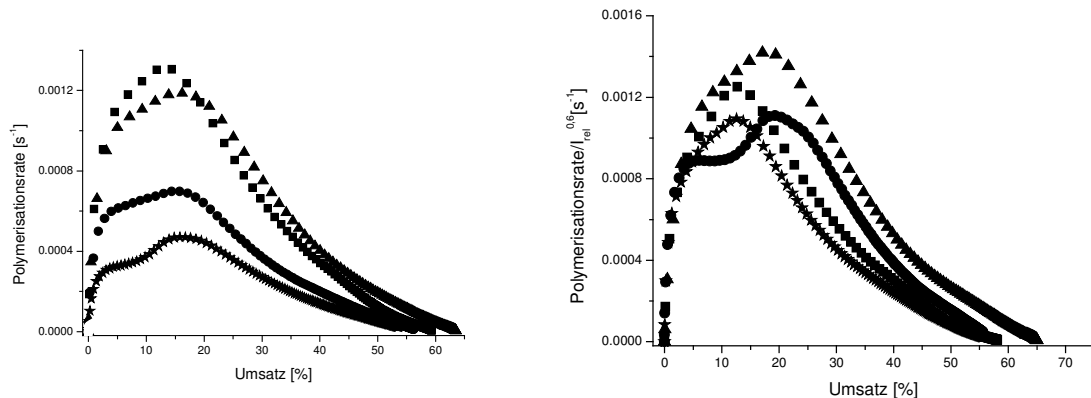 Polymerisationsrate [s⁻¹]
0.0012
0.0008
0.0004
0.0000
0 10 20 30 40 50 60
Umsatz [%]
Polymerisationsrate/I_rel^0,6[s⁻¹]
0.0016
0.0012
0.0008
0.0004
0.0000
0 10 20 30 40 50 60 70
Umsatz [%]